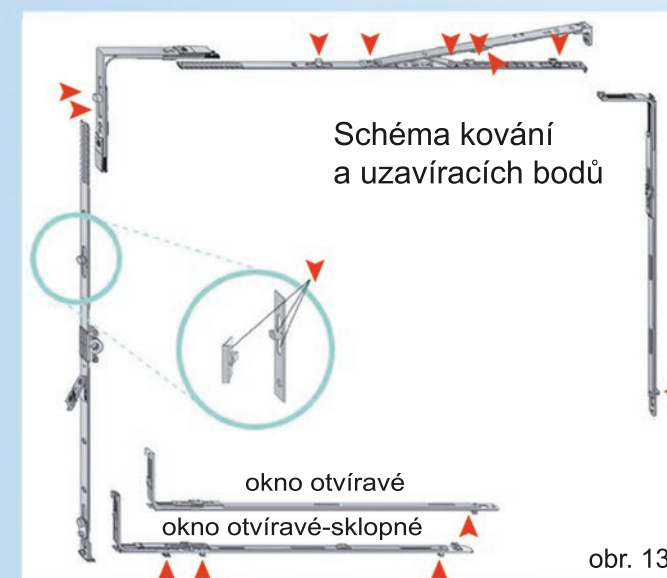 Schéma kování
a uzavíracích bodů
okno otvíravé
okno otvíravé-sklopné
obr. 13